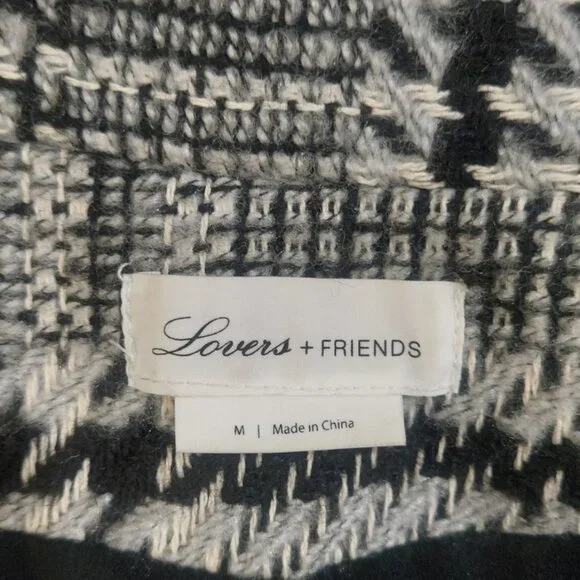 Lovers + FRIENDS
M | Made in China